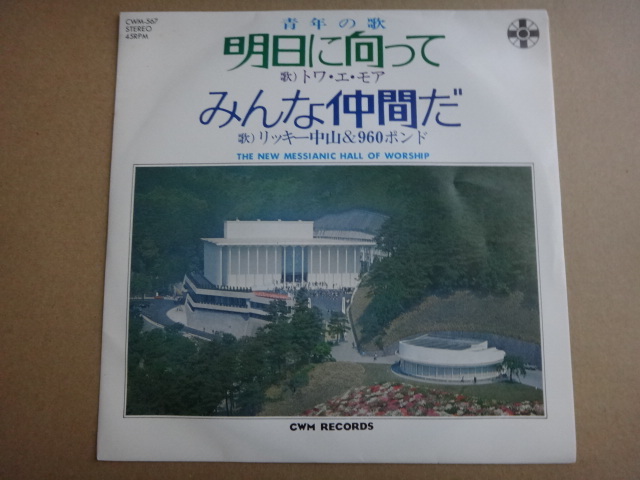 CWM-567
STEREO
45RPM
青年の歌
明日に向って
歌)トワ・エ・モア
みんな仲間だ
歌)リッキー中山&960ポンド
THE NEW MESSIANIC HALL OF WORSHIP
CWM RECORDS